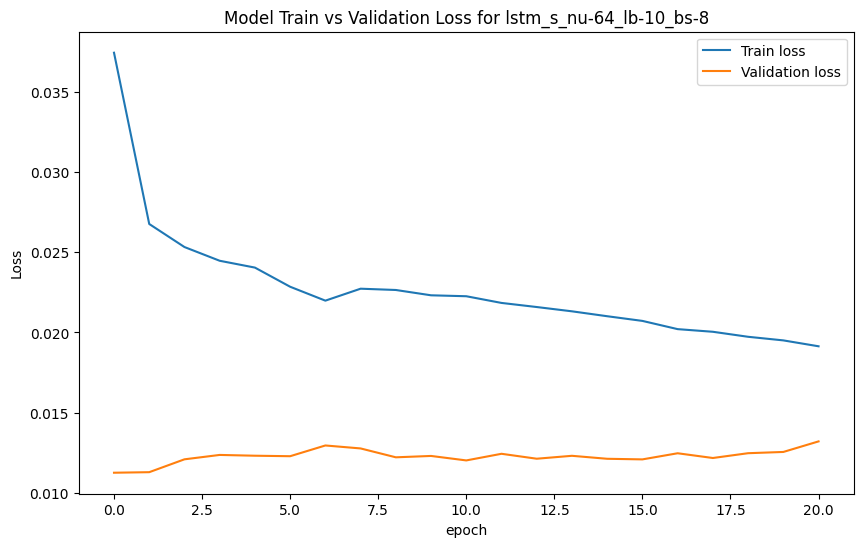 Model Train vs Validation Loss for lstm_s_nu-64_lb-10_bs-8
Train loss
Validation loss
0.035
0.030
0.025
0.020
0.015
0.010
Loss
0.0 2.5 5.0 7.5 10.0 12.5 15.0 17.5 20.0
epoch